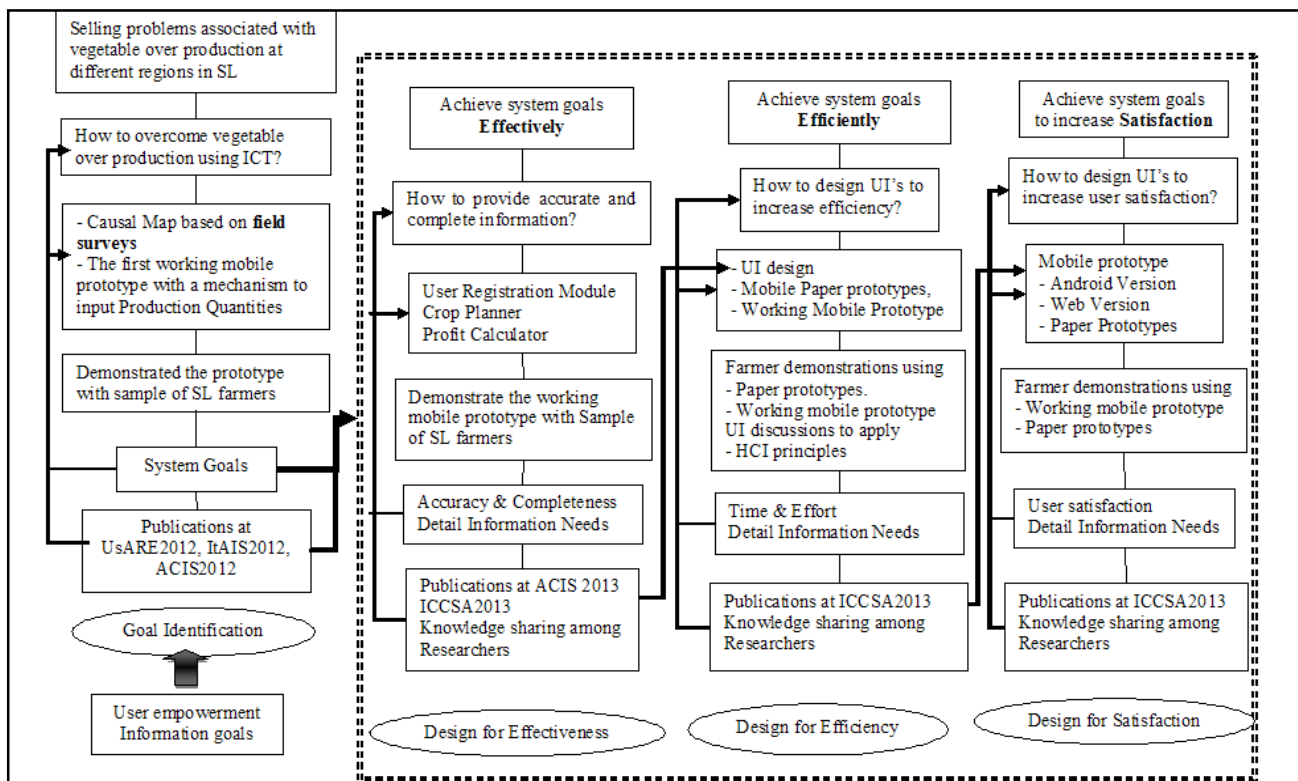 Selling problems associated with
vegetable over production at
different regions in SL
How to overcome vegetable
over production using ICT?
- Causal Map based on field
surveys
- The first working mobile
prototype with a mechanism to
input Production Quantities
Demonstrated the prototype
with sample of SL farmers
System Goals
Publications at
UsARE2012, ItAIS2012,
ACIS2012
Goal Identification
User empowerment
Information goals
Achieve system goals
Effectively
How to provide accurate and
complete information?
User Registration Module
Crop Planner
Profit Calculator
Demonstrate the working
mobile prototype with Sample
of SL farmers
Accuracy & Completeness
Detail Information Needs
Publications at ACIS 2013
ICCSA2013
Knowledge sharing among
Researchers
Design for Effectiveness
Achieve system goals
Efficiently
How to design UI's to
increase efficiency?
- UI design
- Mobile Paper prototypes,
- Working Mobile Prototype
Farmer demonstrations using
- Paper prototypes.
- Working mobile prototype
UI discussions to apply
- HCI principles
Time & Effort
Detail Information Needs
Publications at ICCSA2013
Knowledge sharing among
Researchers
Design for Efficiency
Achieve system goals
to increase Satisfaction
How to design UI's to
increase user satisfaction?
Mobile prototype
- Android Version
- Web Version
- Paper Prototypes
Farmer demonstrations using
- Working mobile prototype
- Paper prototypes
User satisfaction
Detail Information Needs
Publications at ICCSA2013
Knowledge sharing among
Researchers
Design for Satisfaction